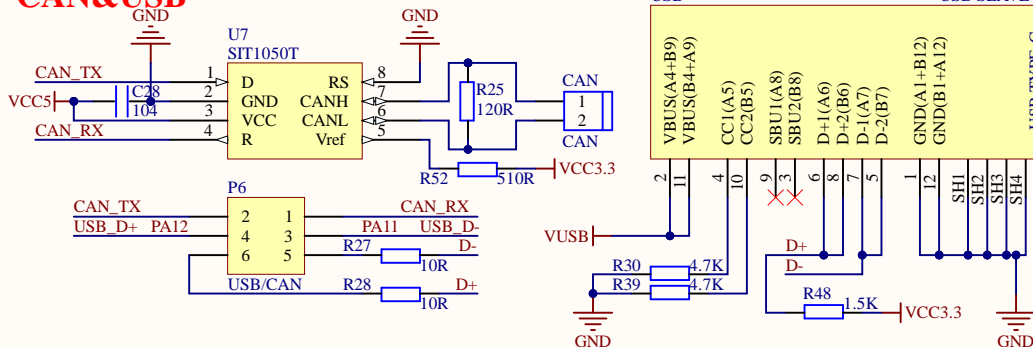 CAN&USB
GND
GND
U7
SIT1050T
CAN_TX
1
D
RS
8
C28
104
2
GND
CANH
7
VCC5
3
VCC
CANL
6
CAN_RX
4
R
Vref
5
R25
120R
CAN
1
2
CAN
R52
510R
VCC3.3
P6
CAN_TX
2
1
CAN_RX
USB_D+
PA12
4
3
PA11
USB_D-
6
5
R27
10R
D-
USB/CAN
R28
10R
D+
VBUS(A4+B9)
VBUS(B4+A9)
CC1(A5)
CC2(B5)
SBU1(A8)
SBU2(B8)
D+1(A6)
D+2(B6)
D-1(A7)
D-2(B7)
GND(A1+B12)
GND(B1+A12)
2
11
4
10
9
3
6
8
7
5
1
12
SH1
SH2
SH3
SH4
VUSB
D+
D-
R30
4.7K
R39
4.7K
GND
R48
1.5K
VCC3.3
GND